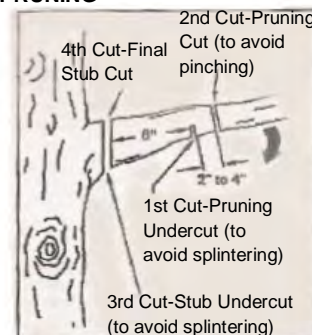 PRUNING
2nd Cut-Pruning
Cut (to avoid
pinching)
4th Cut-Final
Stub Cut
6"
2" to 4"
1st Cut-Pruning
Undercut (to
avoid splintering)
3rd Cut-Stub Undercut
(to avoid splintering)